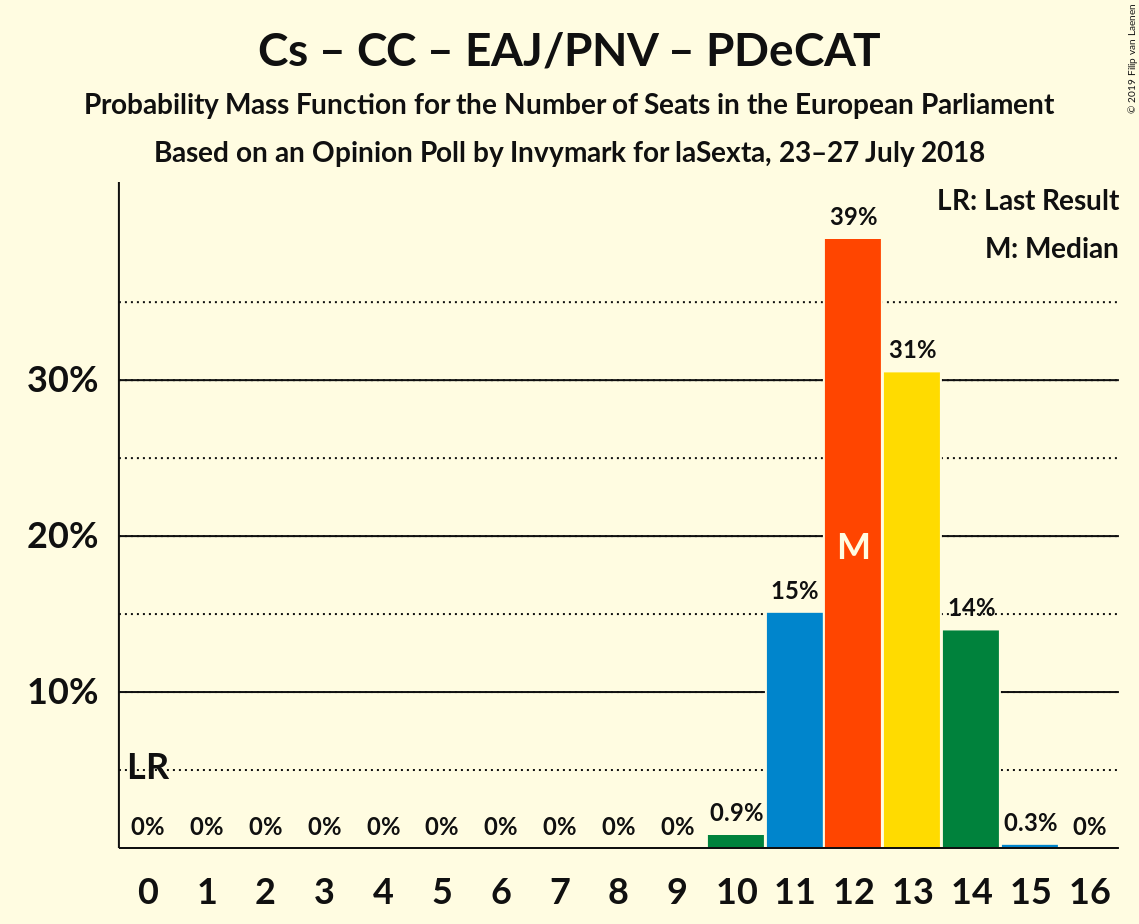 Cs – CC – EAJ/PNV – PDeCAT
Probability Mass Function for the Number of Seats in the European Parliament
Based on an Opinion Poll by Invymark for laSexta, 23–27 July 2018
© 2019 Filip van Laenen
LR: Last Result
M: Median
39%
31%
30%
20%
M
15%
14%
10%
LR
0% 0% 0% 0% 0% 0% 0% 0% 0% 0% 0.9% 0.3% 0%
0 1 2 3 4 5 6 7 8 9 10 11 12 13 14 15 16